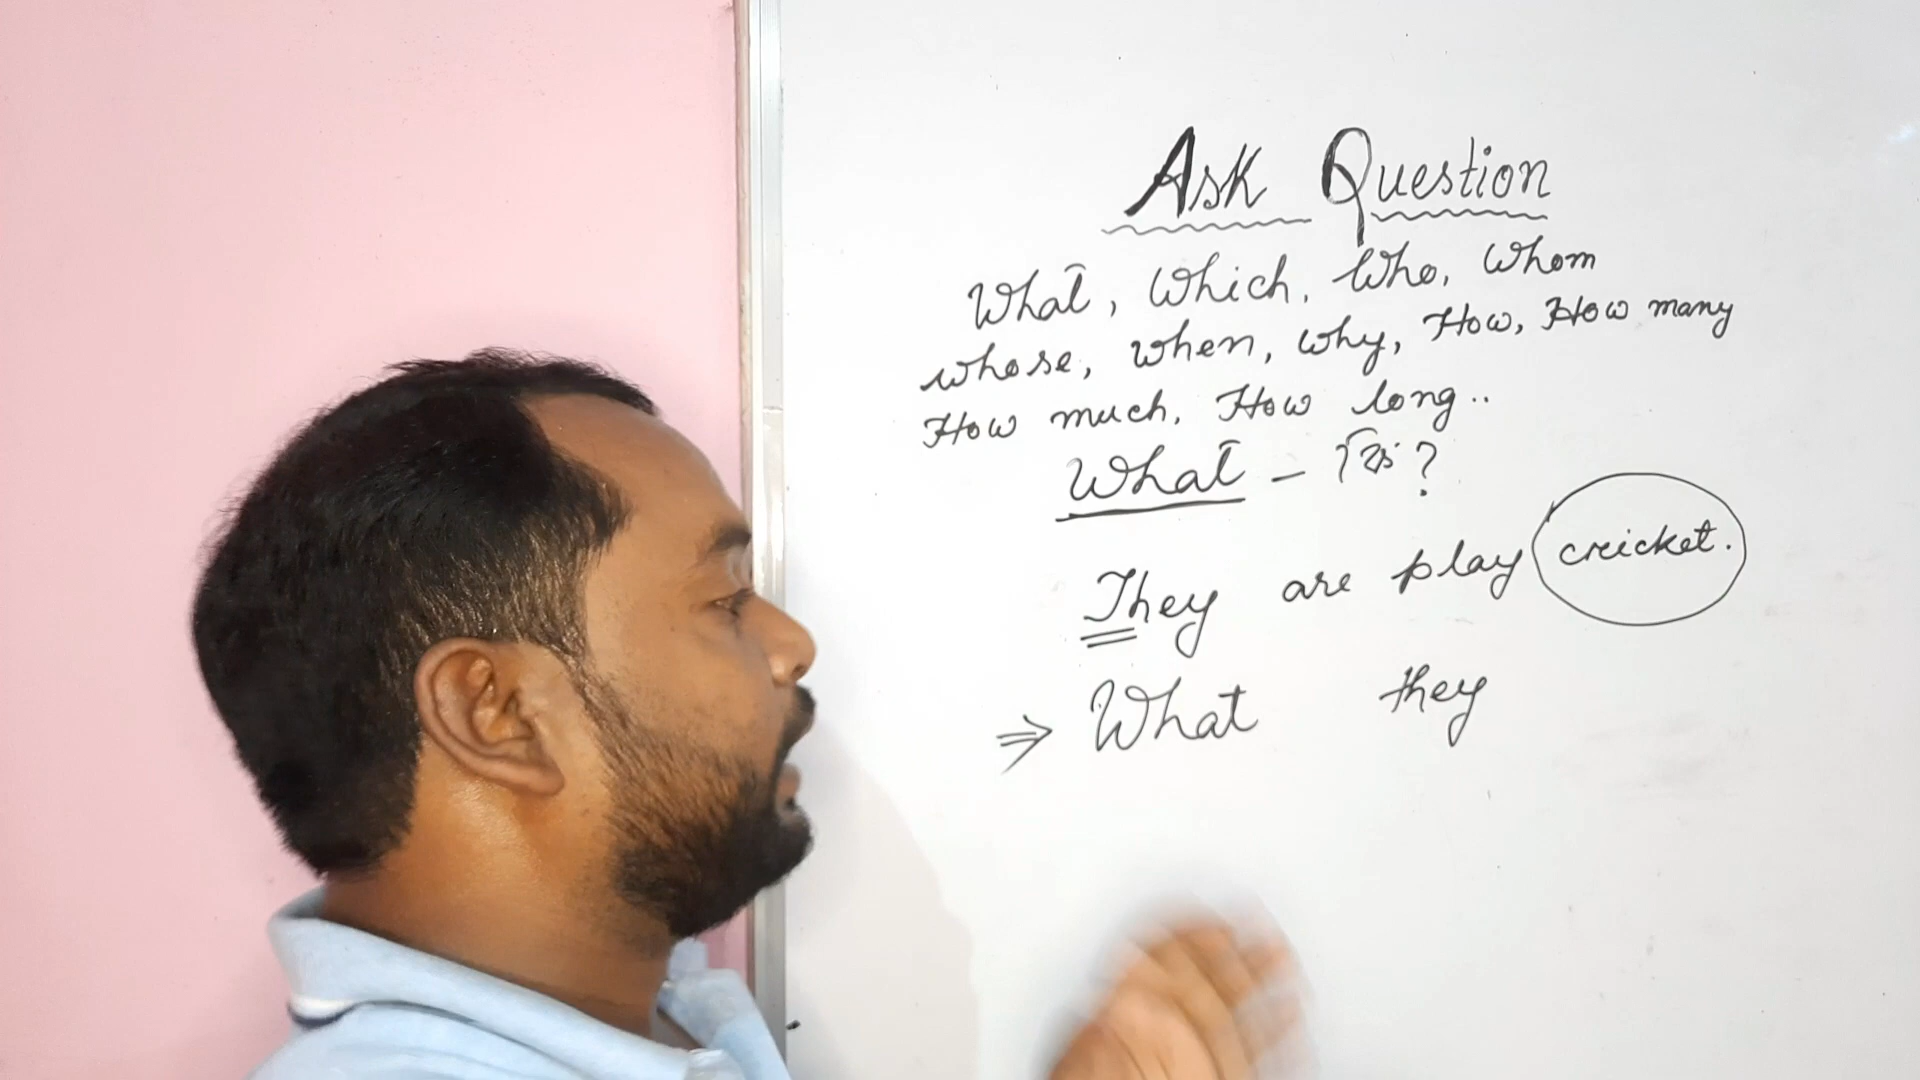 Ask Question
What, Which, Who, Whom
whose, when, why, How, How many
How much, How long..
What - কি?
They are play cricket.
⇒ What they